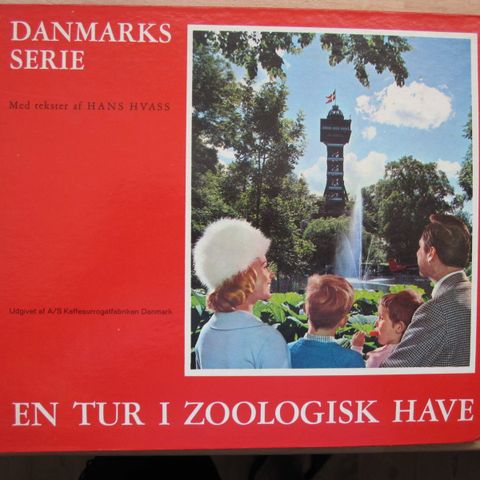 DANMARKS
SERIE
Med tekster af HANS HVASS
Udgivet af A/S Kaffesurrogatfabriken Danmark
EN TUR I ZOOLOGISK HAVE